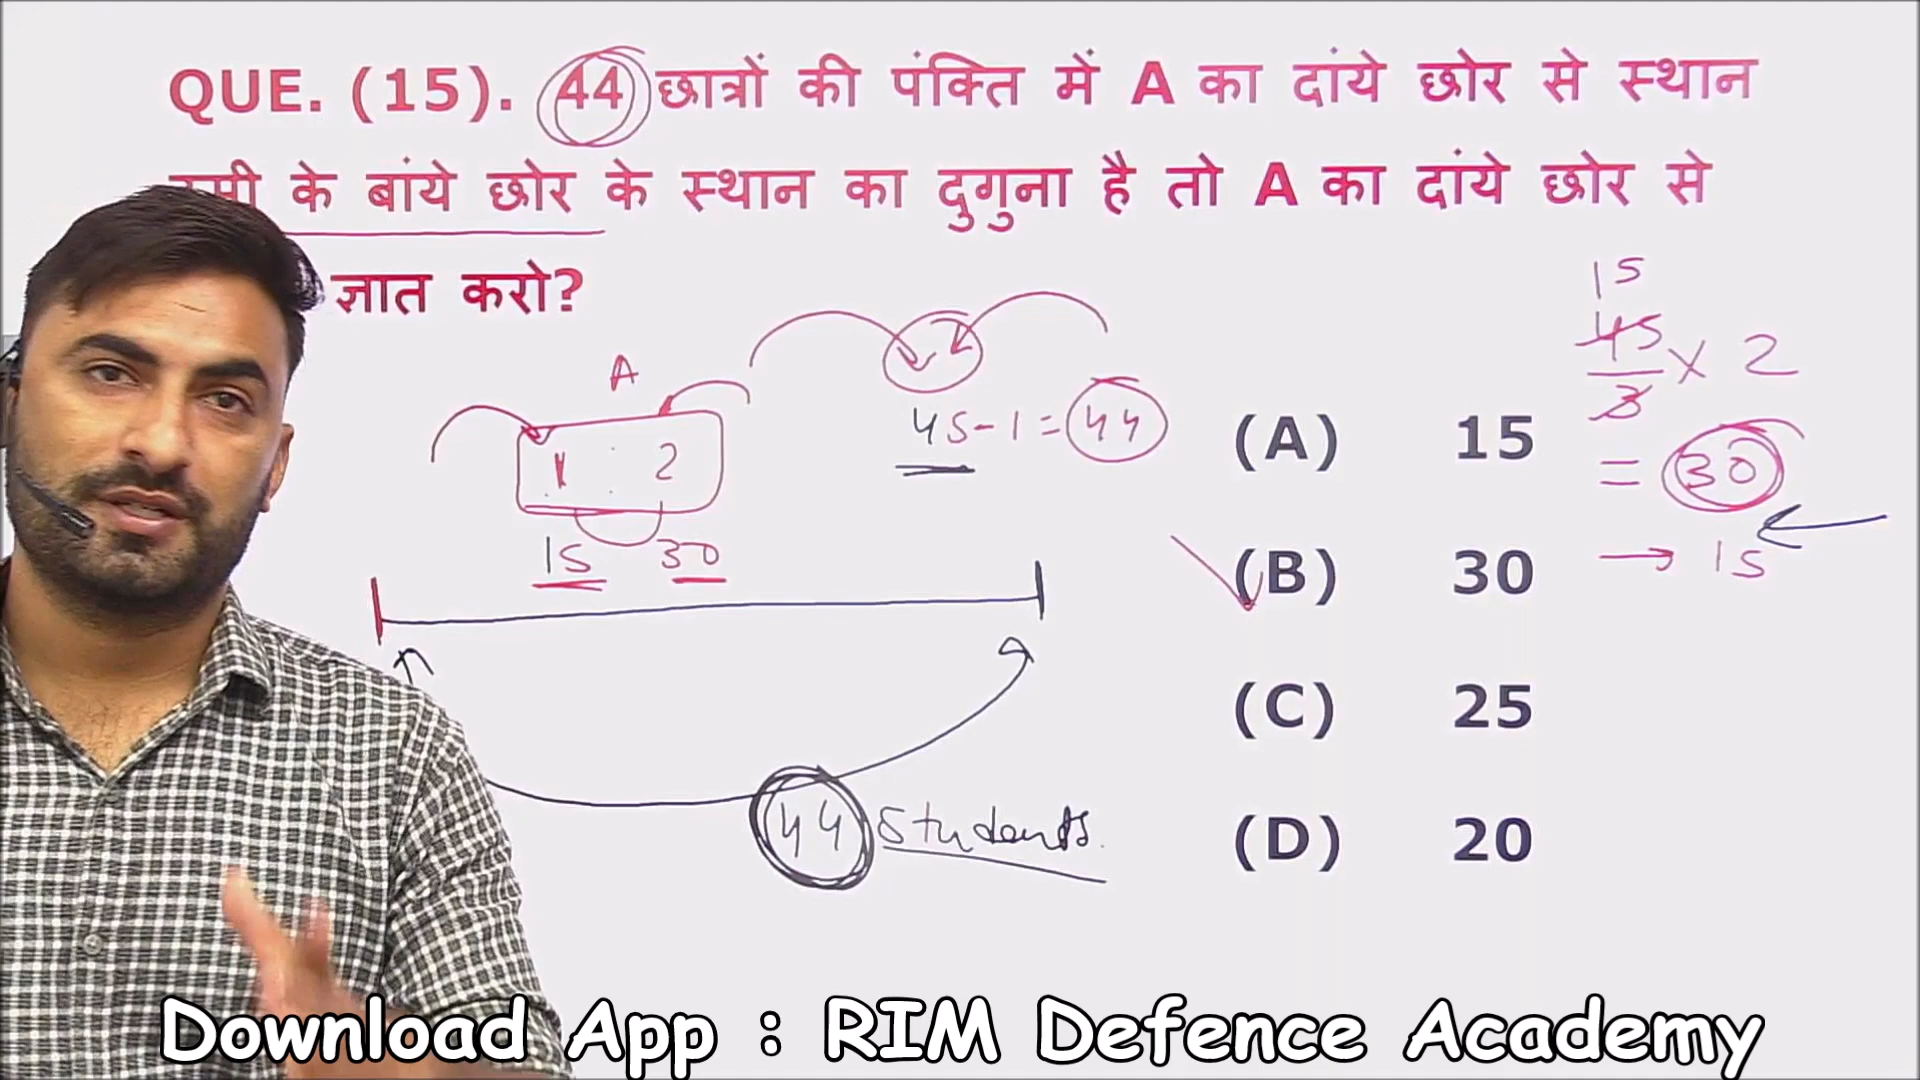 QUE. (15). 44 छात्रों की पंक्ति में A का दांये छोर से स्थान
के बांये छोर के स्थान का दुगुना है तो A का दांये छोर से
ज्ञात करो?
A
1 2
15 30
45-1=44
44 Students.
(A) 15
(B) 30
(C) 25
(D) 20
15
45/3 × 2
= 30
→ 15
Download App : RIM Defence Academy